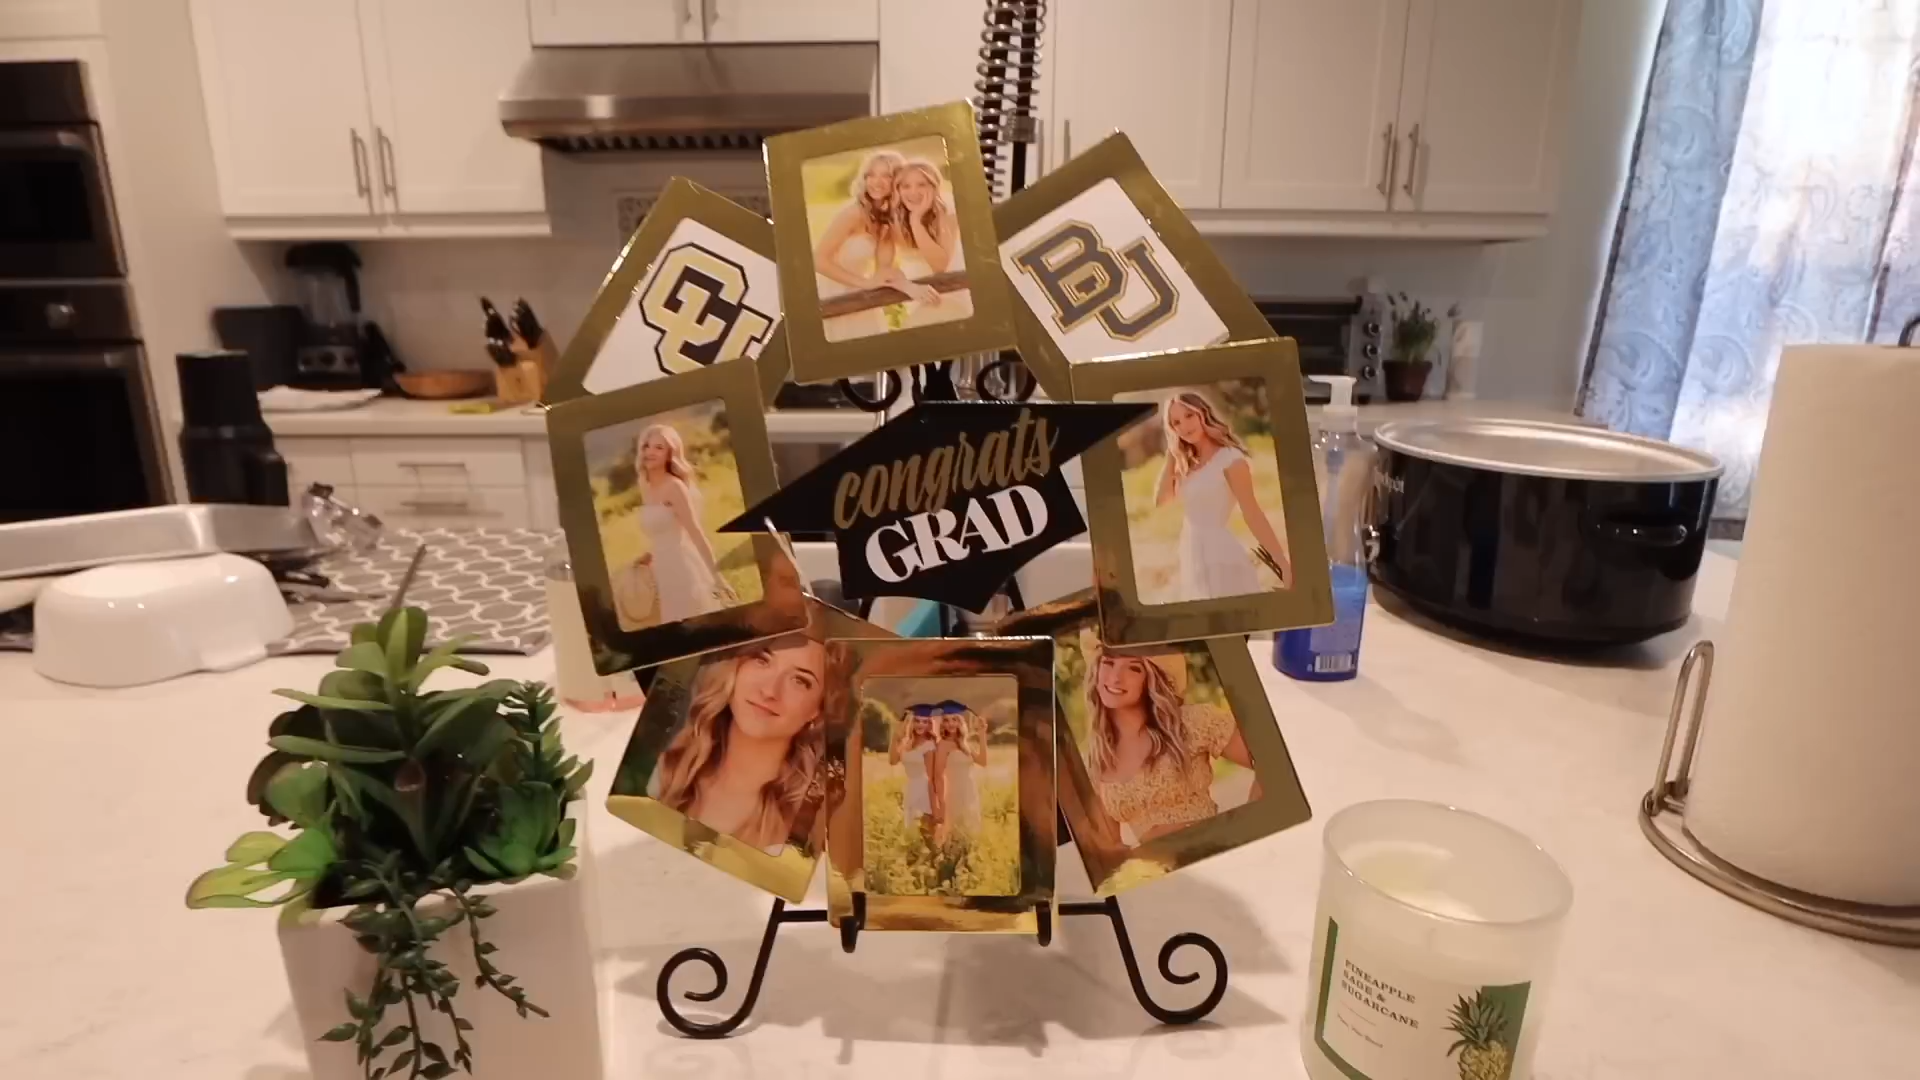 CU
BU
congrats
GRAD
PINEAPPLE
SAGE &
SUGARCANE